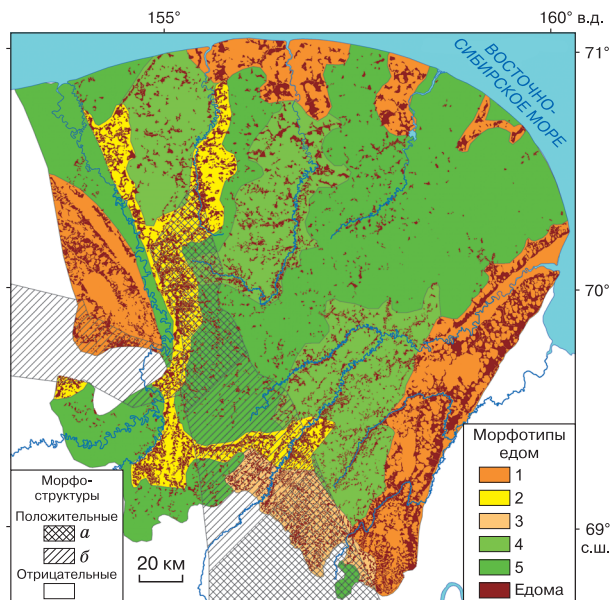 155°
160° в.д.
71°
ВОСТОЧНО-
СИБИРСКОЕ МОРЕ
70°
69°
с.ш.
Морфо-
структуры
Положительные
а
б
Отрицательные
20 км
Морфотипы
едом
1
2
3
4
5
Едома